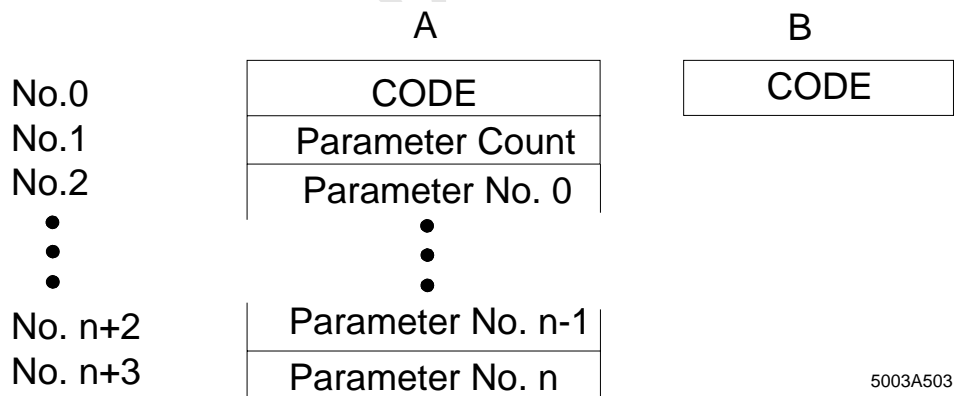 A B
No.0 CODE CODE
No.1 Parameter Count
No.2 Parameter No. 0
No. n+2 Parameter No. n-1
No. n+3 Parameter No. n
5003A503